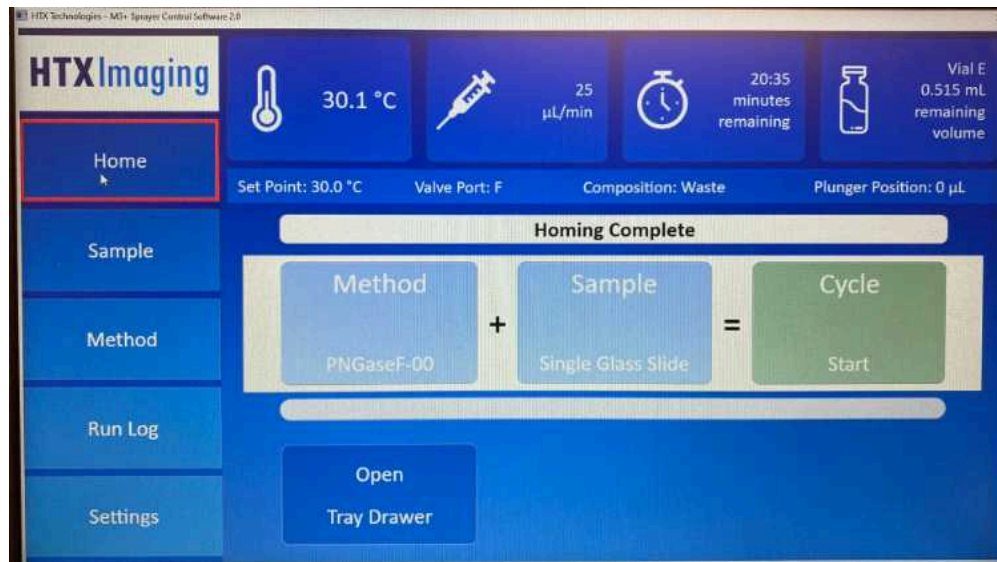 HTX Technologies - M3+ Sprayer Control Software 2.0
HTXImaging
Home
Sample
Method
Run Log
Settings
30.1 °C
25
µL/min
20:35
minutes
remaining
Vial E
0.515 mL
remaining
volume
Set Point: 30.0 °C
Valve Port: F
Composition: Waste
Plunger Position: 0 µL
Homing Complete
Method
PNGaseF-00
+
Sample
Single Glass Slide
=
Cycle
Start
Open
Tray Drawer